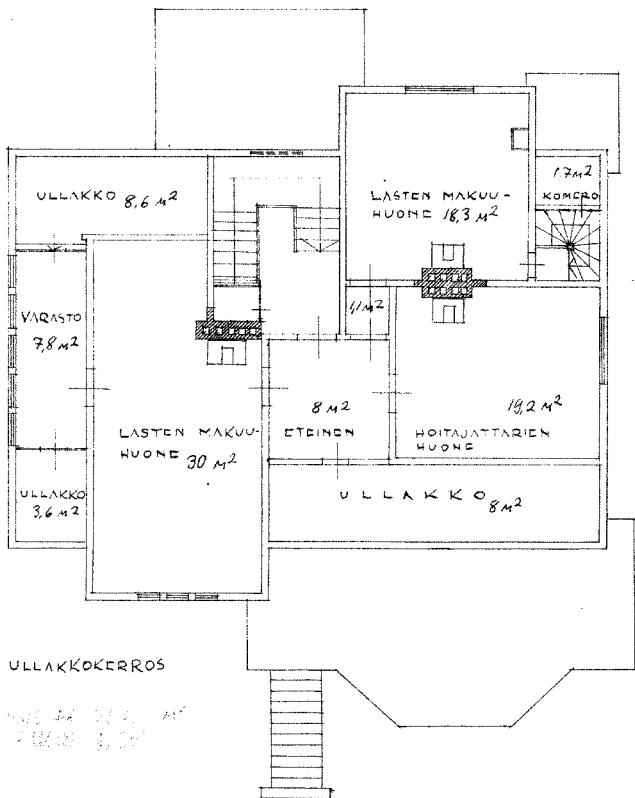 1.7 M²
KOMERO
ULLAKKO 8,6 M²
LASTEN MAKUU-
HUONE 18,3 M²
1,1 M²
VARASTO
7,8 M²
8 M²
ETEINEN
19,2 M²
HOITAJATTARIEN
HUONE
LASTEN MAKUU-
HUONE 30 M²
ULLAKKO
3,6 M²
ULLAKKO 8 M²
ULLAKKOKERROS